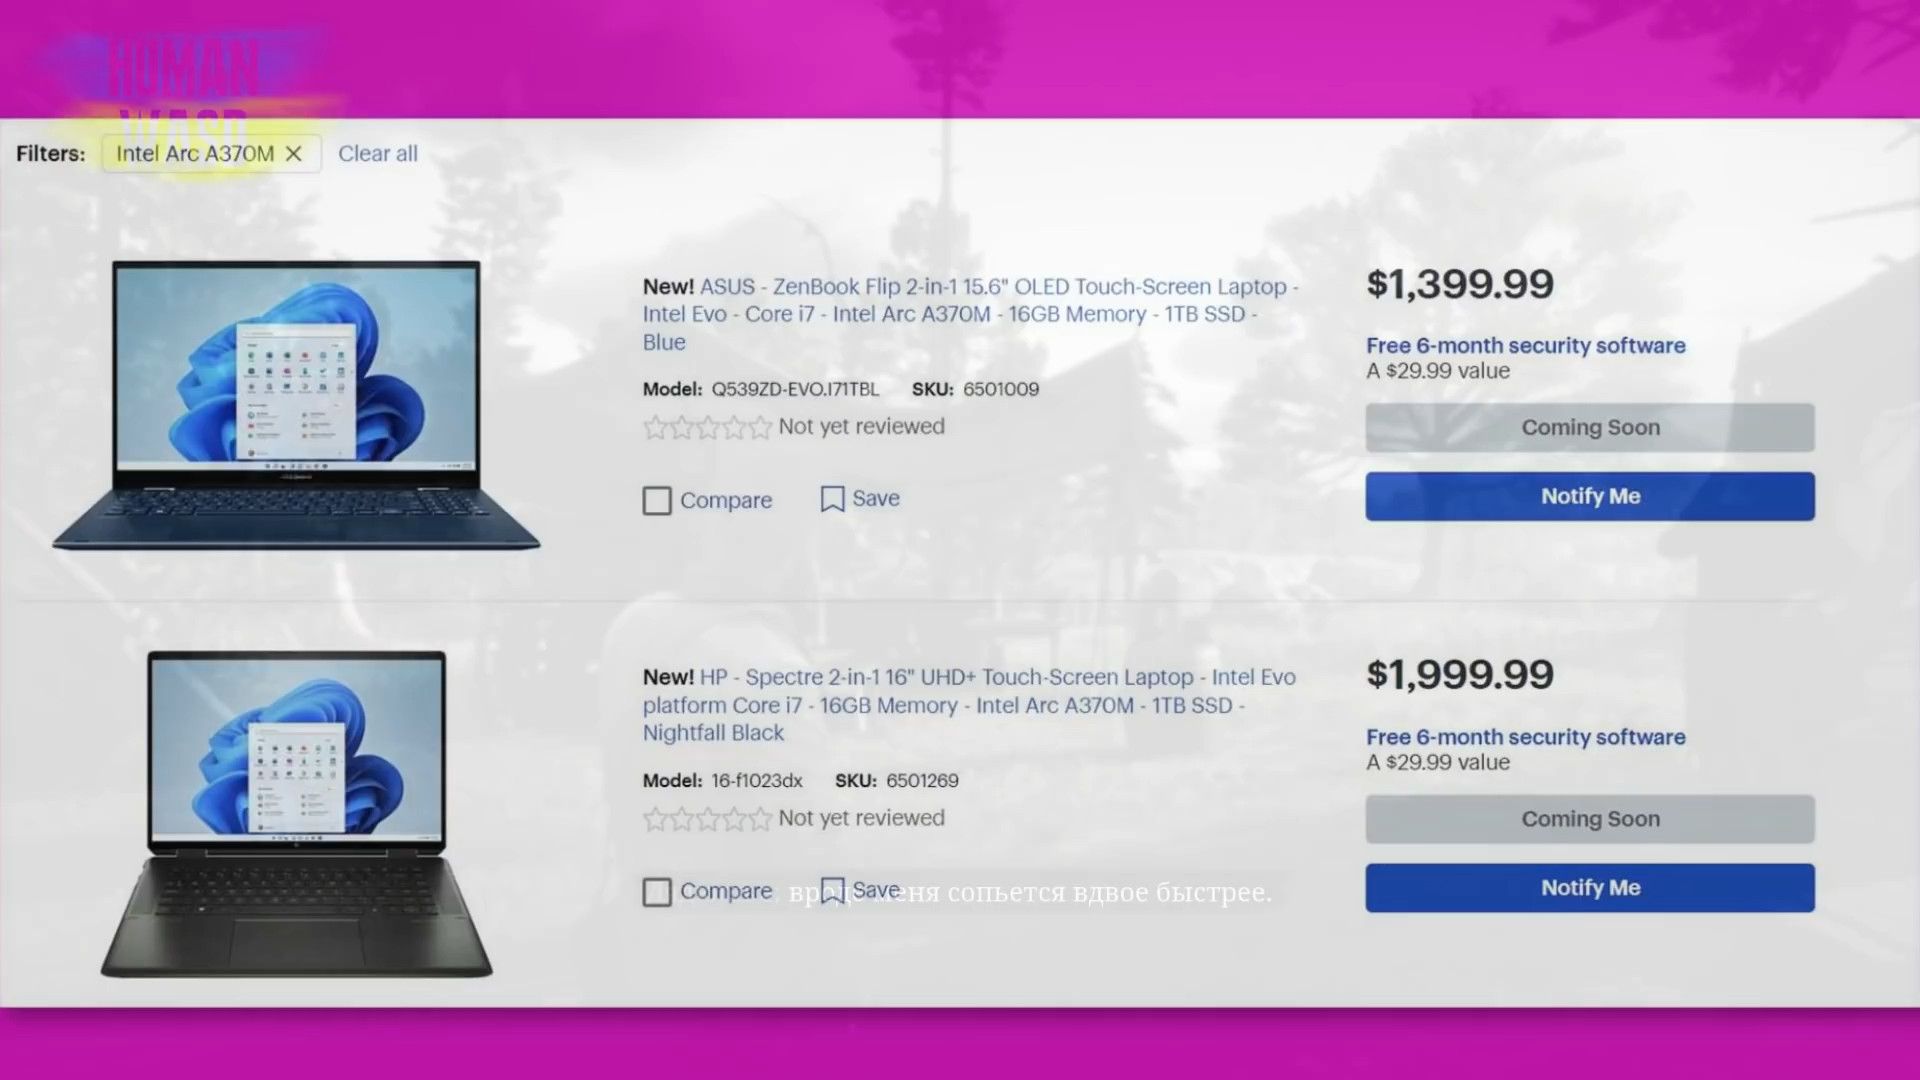 HUMAN
WASD
Filters: Intel Arc A370M Clear all
New! ASUS - ZenBook Flip 2-in-1 15.6" OLED Touch-Screen Laptop -
Intel Evo - Core i7 - Intel Arc A370M - 16GB Memory - 1TB SSD -
Blue
Model: Q539ZD-EVO.I71TBL SKU: 6501009
Not yet reviewed
Compare Save
$1,399.99
Free 6-month security software
A $29.99 value
Coming Soon
Notify Me
New! HP - Spectre 2-in-1 16" UHD+ Touch-Screen Laptop - Intel Evo
platform Core i7 - 16GB Memory - Intel Arc A370M - 1TB SSD -
Nightfall Black
Model: 16-f1023dx SKU: 6501269
Not yet reviewed
Compare Save
вроде меня сопьется вдвое быстрее.
$1,999.99
Free 6-month security software
A $29.99 value
Coming Soon
Notify Me